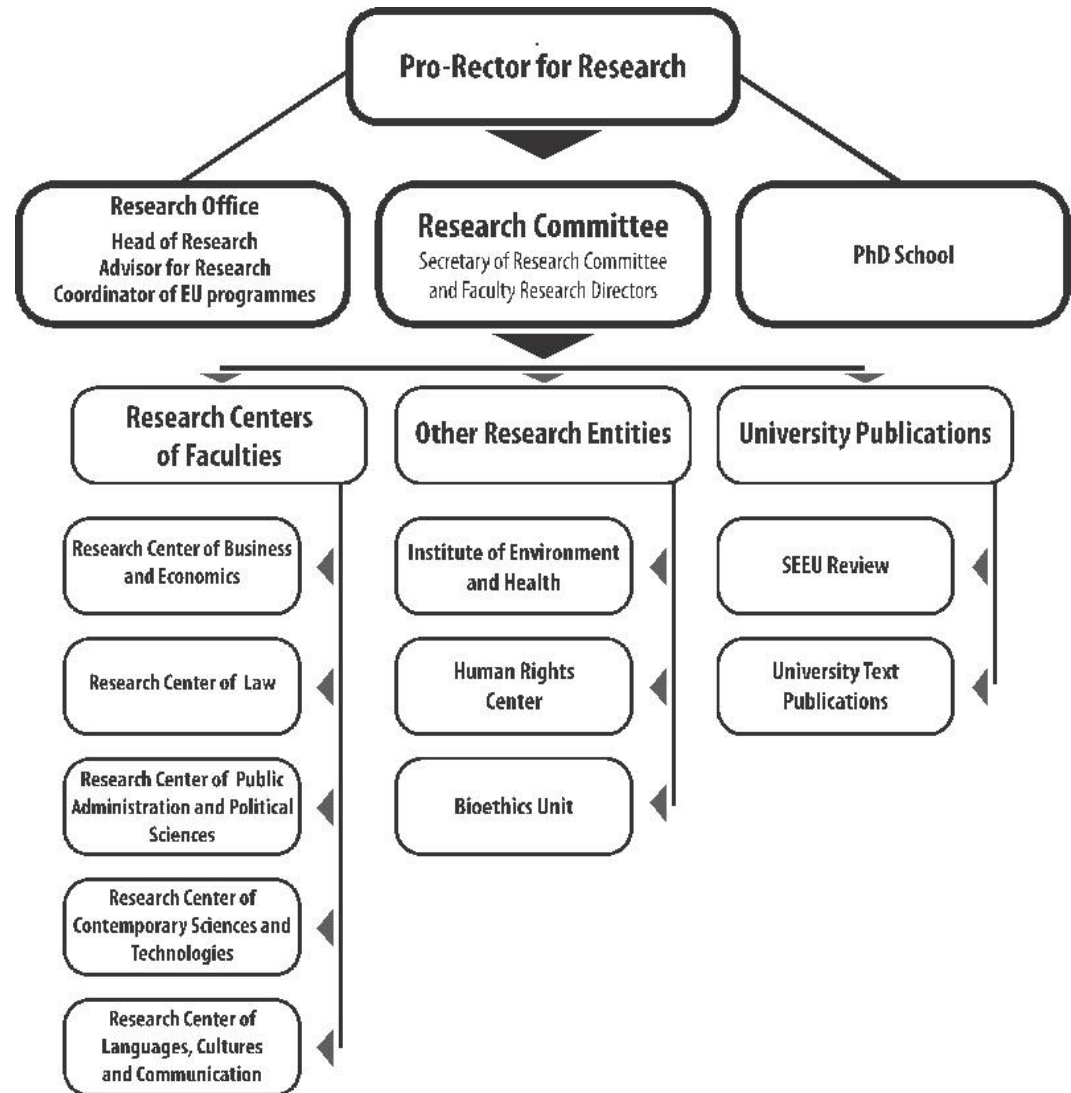 Pro-Rector for Research
Research Office
Head of Research
Advisor for Research
Coordinator of EU programmes
Research Committee
Secretary of Research Committee
and Faculty Research Directors
PhD School
Research Centers
of Faculties
Other Research Entities
University Publications
Research Center of Business
and Economics
Research Center of Law
Research Center of Public
Administration and Political
Sciences
Research Center of
Contemporary Sciences and
Technologies
Research Center of
Languages, Cultures
and Communication
Institute of Environment
and Health
Human Rights
Center
Bioethics Unit
SEEU Review
University Text
Publications